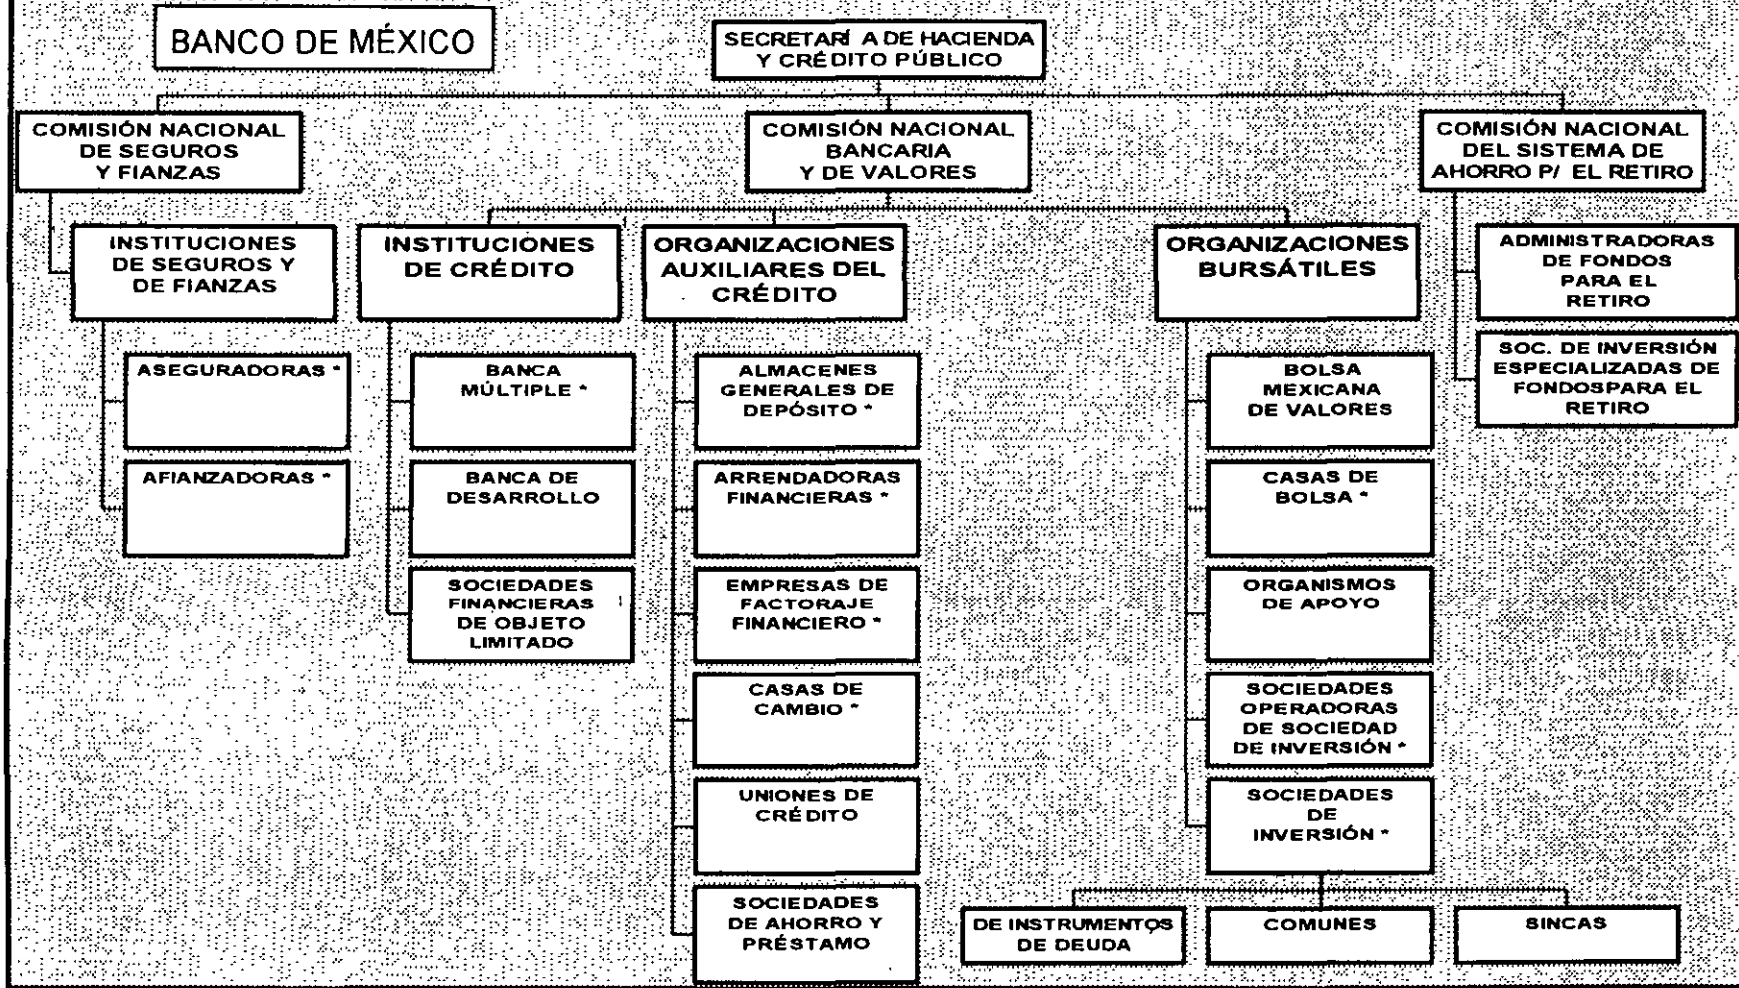 BANCO DE MÉXICO
SECRETARÍ A DE HACIENDA
Y CRÉDITO PÚBLICO
COMISIÓN NACIONAL
DE SEGUROS
Y FIANZAS
COMISIÓN NACIONAL
BANCARIA
Y DE VALORES
COMISIÓN NACIONAL
DEL SISTEMA DE
AHORRO P/ EL RETIRO
INSTITUCIONES
DE SEGUROS Y
DE FIANZAS
INSTITUCIONES
DE CRÉDITO
ORGANIZACIONES
AUXILIARES DEL
CRÉDITO
ORGANIZACIONES
BURSÁTILES
ADMINISTRADORAS
DE FONDOS
PARA EL
RETIRO
SOC. DE INVERSIÓN
ESPECIALIZADAS DE
FONDOSPARA EL
RETIRO
ASEGURADORAS *
AFIANZADORAS *
BANCA
MÚLTIPLE *
BANCA DE
DESARROLLO
SOCIEDADES
FINANCIERAS
DE OBJETO
LIMITADO
ALMACENES
GENERALES DE
DEPÓSITO *
ARRENDADORAS
FINANCIERAS *
EMPRESAS DE
FACTORAJE
FINANCIERO *
CASAS DE
CAMBIO *
UNIONES DE
CRÉDITO
SOCIEDADES
DE AHORRO Y
PRÉSTAMO
BOLSA
MEXICANA
DE VALORES
CASAS DE
BOLSA *
ORGANISMOS
DE APOYO
SOCIEDADES
OPERADORAS
DE SOCIEDAD
DE INVERSIÓN *
SOCIEDADES
DE
INVERSIÓN *
DE INSTRUMENTOS
DE DEUDA
COMUNES
SINCAS